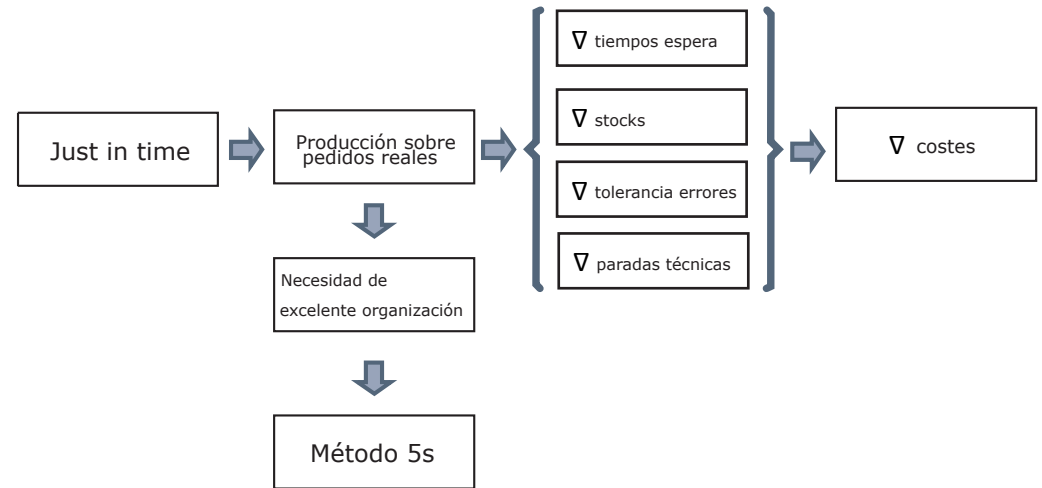 Just in time
Producción sobre
pedidos reales
∇ tiempos espera
∇ stocks
∇ tolerancia errores
∇ paradas técnicas
∇ costes
Necesidad de
excelente organización
Método 5s